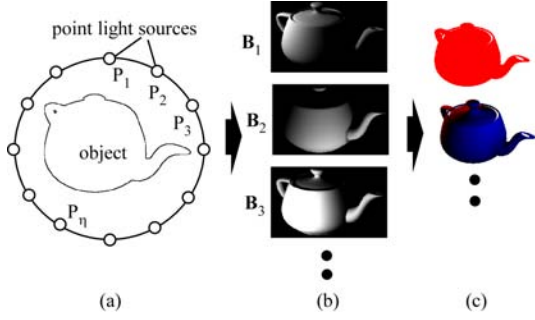 point light sources
P1
P2
P3
object
Pη
B1
B2
B3
(a)
(b)
(c)